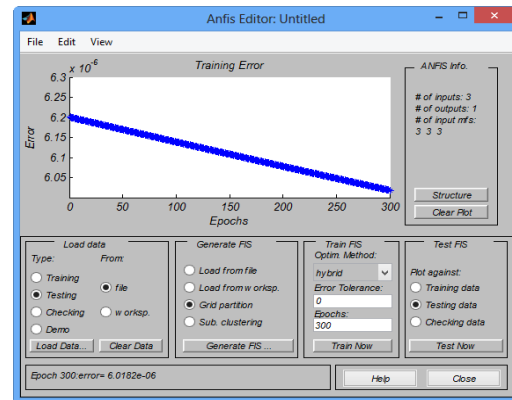 Anfis Editor: Untitled
File Edit View
x 10^-6
Training Error
6.3
6.25
6.2
6.15
6.1
6.05
Error
0 50 100 150 200 250 300
Epochs
ANFIS Info.
# of inputs: 3
# of outputs: 1
# of input mfs:
3 3 3
Structure
Clear Plot
Load data
Type: From:
Training
Testing
Checking
Demo
file
w orksp.
Load Data... Clear Data
Generate FIS
Load from file
Load from w orksp.
Grid partition
Sub. clustering
Generate FIS ...
Train FIS
Optim. Method:
hybrid
Error Tolerance:
0
Epochs:
300
Train Now
Test FIS
Plot against:
Training data
Testing data
Checking data
Test Now
Epoch 300:error= 6.0182e-06
Help Close